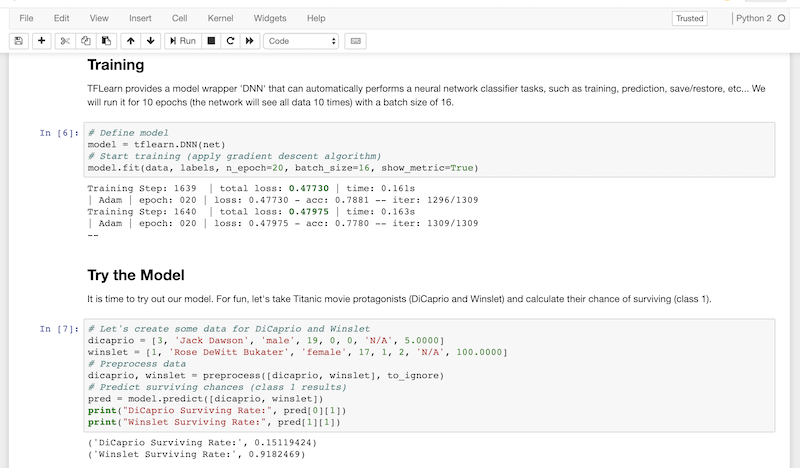 File Edit View Insert Cell Kernel Widgets Help Trusted Python 2
Run Code
Training
TFLearn provides a model wrapper 'DNN' that can automatically performs a neural network classifier tasks, such as training, prediction, save/restore, etc... We
will run it for 10 epochs (the network will see all data 10 times) with a batch size of 16.
In [6]: # Define model
model = tflearn.DNN(net)
# Start training (apply gradient descent algorithm)
model.fit(data, labels, n_epoch=20, batch_size=16, show_metric=True)
Training Step: 1639 | total loss: 0.47730 | time: 0.161s
| Adam | epoch: 020 | loss: 0.47730 - acc: 0.7881 -- iter: 1296/1309
Training Step: 1640 | total loss: 0.47975 | time: 0.163s
| Adam | epoch: 020 | loss: 0.47975 - acc: 0.7780 -- iter: 1309/1309
--
Try the Model
It is time to try out our model. For fun, let's take Titanic movie protagonists (DiCaprio and Winslet) and calculate their chance of surviving (class 1).
In [7]: # Let's create some data for DiCaprio and Winslet
dicaprio = [3, 'Jack Dawson', 'male', 19, 0, 0, 'N/A', 5.0000]
winslet = [1, 'Rose DeWitt Bukater', 'female', 17, 1, 2, 'N/A', 100.0000]
# Preprocess data
dicaprio, winslet = preprocess([dicaprio, winslet], to_ignore)
# Predict surviving chances (class 1 results)
pred = model.predict([dicaprio, winslet])
print("DiCaprio Surviving Rate:", pred[0][1])
print("Winslet Surviving Rate:", pred[1][1])
('DiCaprio Surviving Rate:', 0.15119424)
('Winslet Surviving Rate:', 0.9182469)